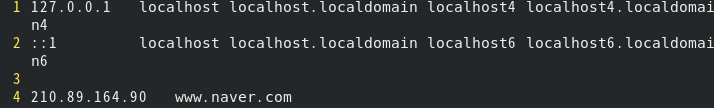 1 127.0.0.1   localhost localhost.localdomain localhost4 localhost4.localdomai
n4
2 ::1         localhost localhost.localdomain localhost6 localhost6.localdomai
n6
3
4 210.89.164.90   www.naver.com